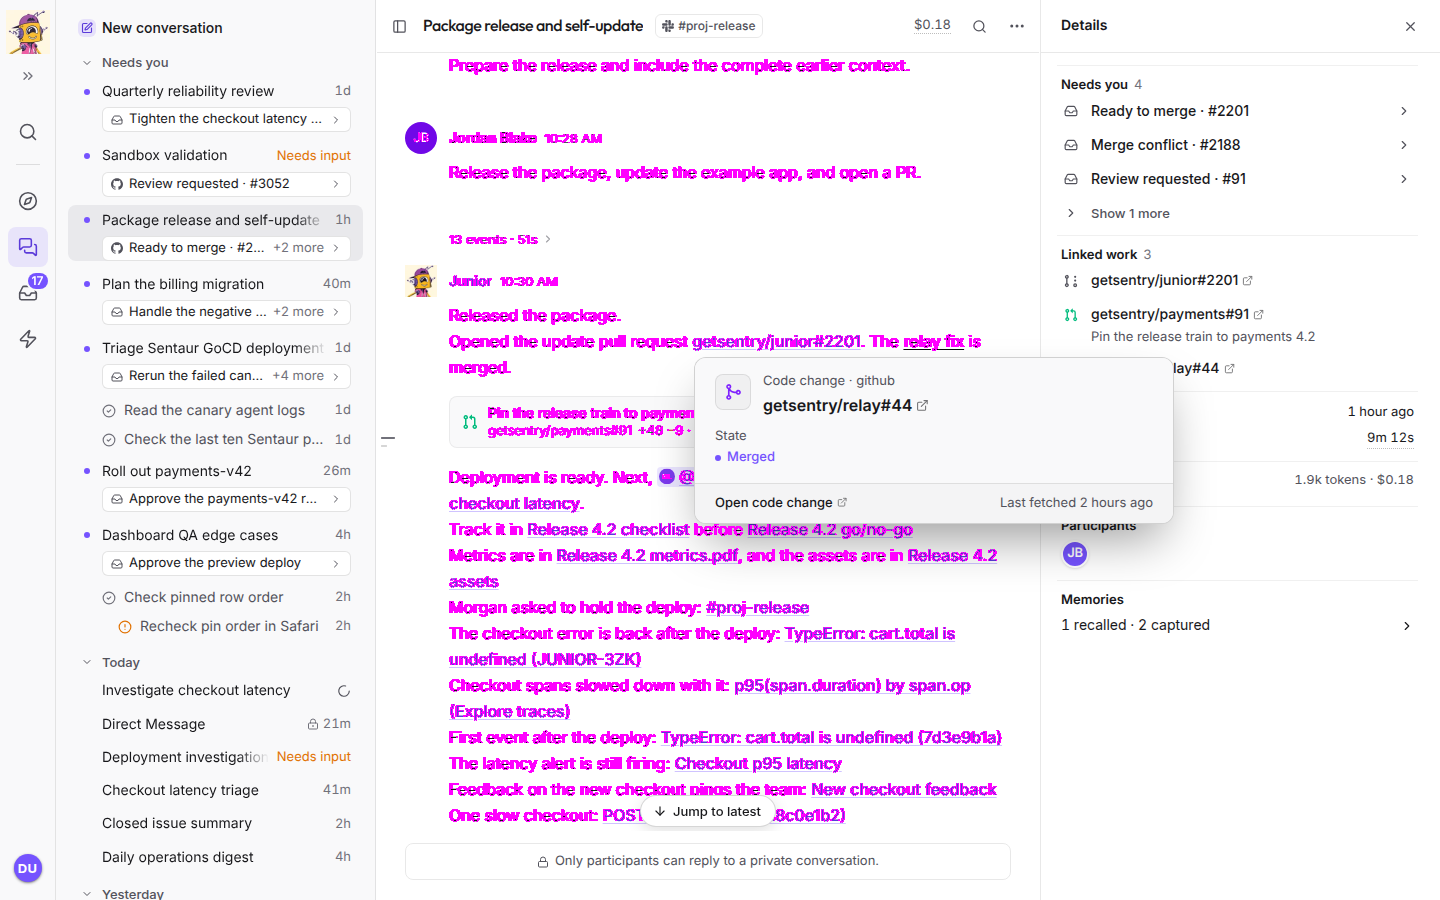 New conversation
Needs you
Quarterly reliability review 1d
Tighten the checkout latency ...
Sandbox validation Needs input
Review requested · #3052
Package release and self-update 1h
Ready to merge · #2... +2 more
Plan the billing migration 40m
Handle the negative ... +2 more
Triage Sentaur GoCD deployment 1d
Rerun the failed can... +4 more
Read the canary agent logs 1d
Check the last ten Sentaur p... 1d
Roll out payments-v42 26m
Approve the payments-v42 r...
Dashboard QA edge cases 4h
Approve the preview deploy
Check pinned row order 2h
Recheck pin order in Safari 2h
Today
Investigate checkout latency
Direct Message 21m
Deployment investigation Needs input
Checkout latency triage 41m
Closed issue summary 2h
Daily operations digest 4h
Yesterday
17
DU
Package release and self-update #proj-release $0.18
Prepare the release and include the complete earlier context.
JB Jordan Blake 10:28 AM
Release the package, update the example app, and open a PR.
13 events · 51s
Junior 10:30 AM
Released the package.
Opened the update pull request getsentry/junior#2201. The relay fix is
merged.
Pin the release train to paymen
getsentry/payments#91 +48 −9 ·
Deployment is ready. Next, @
checkout latency.
Track it in Release 4.2 checklist before Release 4.2 go/no-go
Metrics are in Release 4.2 metrics.pdf, and the assets are in Release 4.2
assets
Morgan asked to hold the deploy: #proj-release
The checkout error is back after the deploy: TypeError: cart.total is
undefined (JUNIOR-3ZK)
Checkout spans slowed down with it: p95(span.duration) by span.op
(Explore traces)
First event after the deploy: TypeError: cart.total is undefined (7d3e9b1a)
The latency alert is still firing: Checkout p95 latency
Feedback on the new checkout pings the team: New checkout feedback
One slow checkout: POST 8c0e1b2)
Jump to latest
Only participants can reply to a private conversation.
Code change · github
getsentry/relay#44
State
Merged
Open code change Last fetched 2 hours ago
Details
Needs you 4
Ready to merge · #2201
Merge conflict · #2188
Review requested · #91
Show 1 more
Linked work 3
getsentry/junior#2201
getsentry/payments#91
Pin the release train to payments 4.2
lay#44
1 hour ago
9m 12s
1.9k tokens · $0.18
Participants
JB
Memories
1 recalled · 2 captured